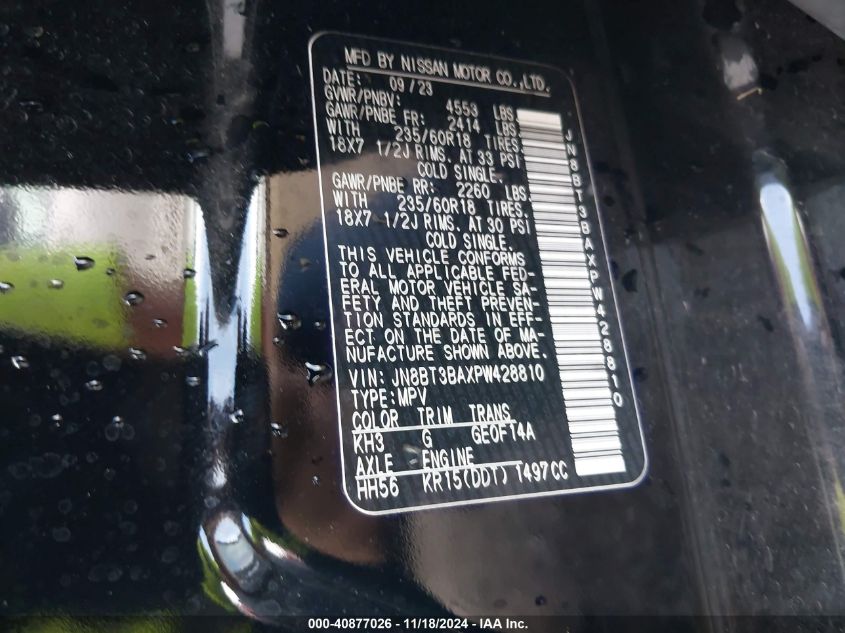 MFD BY NISSAN MOTOR CO.,LTD.
DATE: 09/23
GVWR/PNBV: 4553 LBS
GAWR/PNBE FR: 2414 LBS
WITH 235/60R18 TIRES
18X7 1/2J RIMS. AT 33 PSI
COLD SINGLE.
GAWR/PNBE RR: 2260 LBS.
WITH 235/60R18 TIRES.
18X7 1/2J RIMS. AT 30 PSI
COLD SINGLE.
THIS VEHICLE CONFORMS
TO ALL APPLICABLE FED-
ERAL MOTOR VEHICLE SA-
FETY AND THEFT PREVEN-
TION STANDARDS IN EFF-
ECT ON THE DATE OF MA-
NUFACTURE SHOWN ABOVE.
VIN: JN8BT3BAXPW428810
TYPE:MPV
COLOR TRIM TRANS
KH3 G GE0FT4A
AXLE ENGINE
HH56 KR15(DDT) 1497CC
JN8BT3BAXPW428810
000-40877026 - 11/18/2024 - IAA Inc.